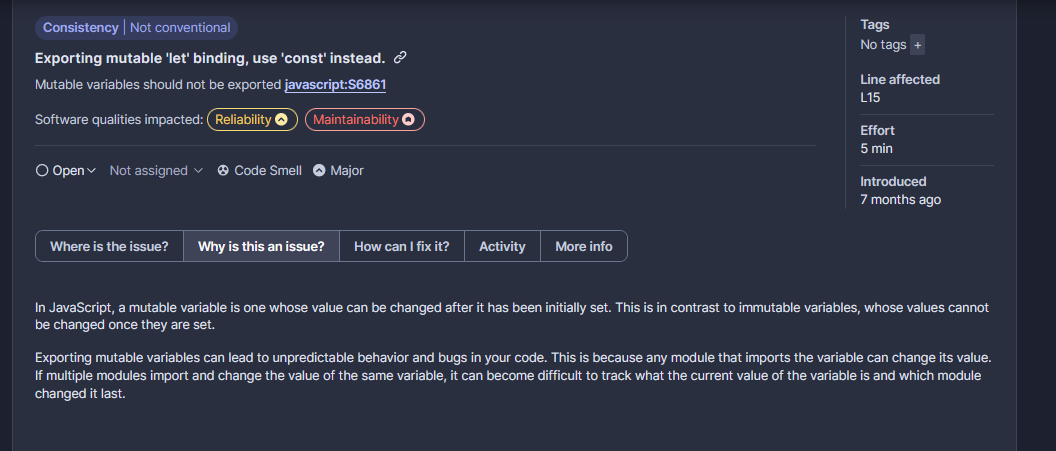 Consistency | Not conventional
Exporting mutable 'let' binding, use 'const' instead.
Mutable variables should not be exported javascript:S6861
Software qualities impacted: Reliability Maintainability
Open Not assigned Code Smell Major
Tags
No tags +
Line affected
L15
Effort
5 min
Introduced
7 months ago
Where is the issue? Why is this an issue? How can I fix it? Activity More info
In JavaScript, a mutable variable is one whose value can be changed after it has been initially set. This is in contrast to immutable variables, whose values cannot
be changed once they are set.
Exporting mutable variables can lead to unpredictable behavior and bugs in your code. This is because any module that imports the variable can change its value.
If multiple modules import and change the value of the same variable, it can become difficult to track what the current value of the variable is and which module
changed it last.